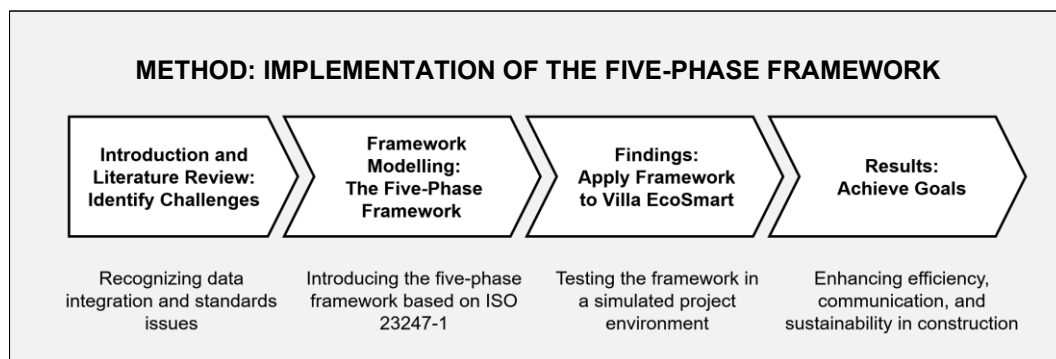 METHOD: IMPLEMENTATION OF THE FIVE-PHASE FRAMEWORK
Introduction and
Literature Review:
Identify Challenges
Framework
Modelling:
The Five-Phase
Framework
Findings:
Apply Framework
to Villa EcoSmart
Results:
Achieve Goals
Recognizing data
integration and standards
issues
Introducing the five-phase
framework based on ISO
23247-1
Testing the framework in
a simulated project
environment
Enhancing efficiency,
communication, and
sustainability in construction